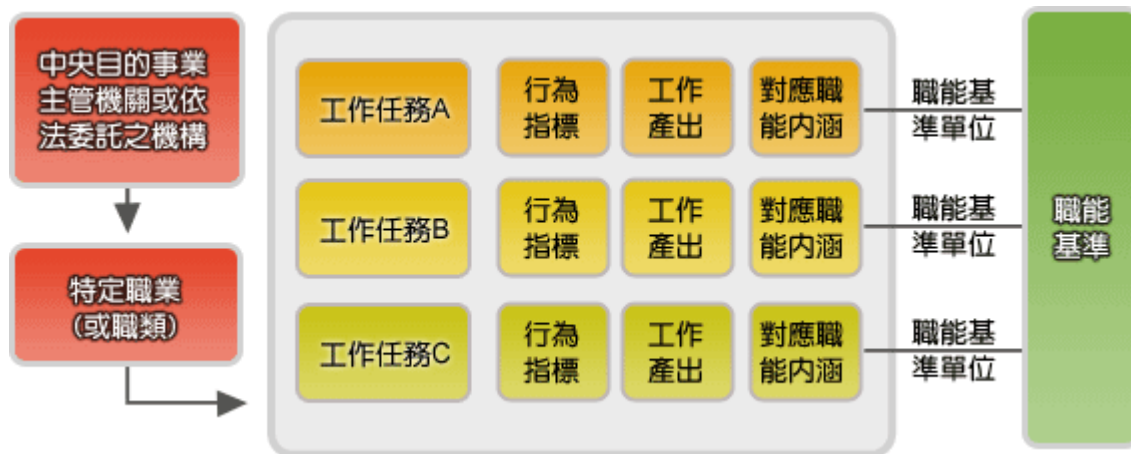 中央目的事業
主管機關或依
法委託之機構
特定職業
(或職類)
工作任務A
行為
指標
工作
產出
對應職
能內涵
職能基
準單位
工作任務B
行為
指標
工作
產出
對應職
能內涵
職能基
準單位
工作任務C
行為
指標
工作
產出
對應職
能內涵
職能基
準單位
職能
基準